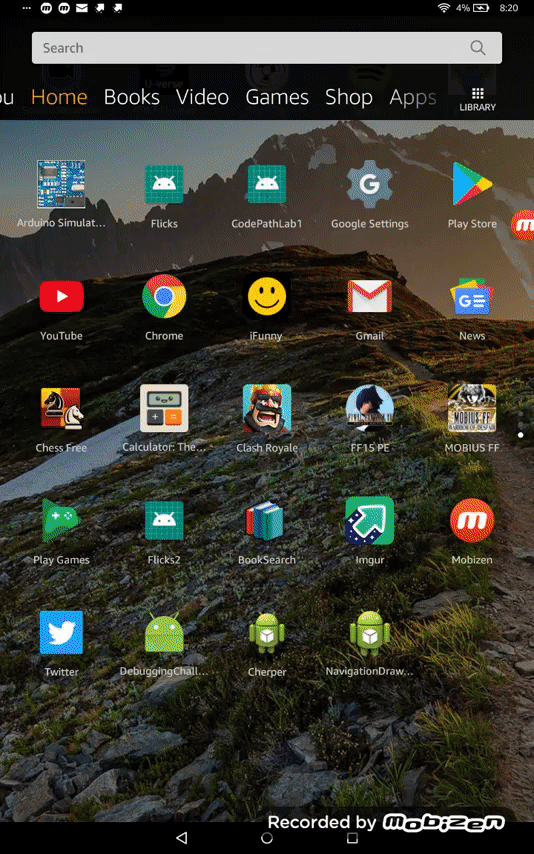 4% 8:20
Search
ou Home Books Video Games Shop Apps LIBRARY
Arduino Simulat... Flicks CodePathLab1 Google Settings Play Store
YouTube Chrome iFunny Gmail News
Chess Free Calculator: The... Clash Royale FF15 PE MOBIUS FF
Play Games Flicks2 BookSearch Imgur Mobizen
Twitter DebuggingChall... Cherper NavigationDraw...
Recorded by mobizen